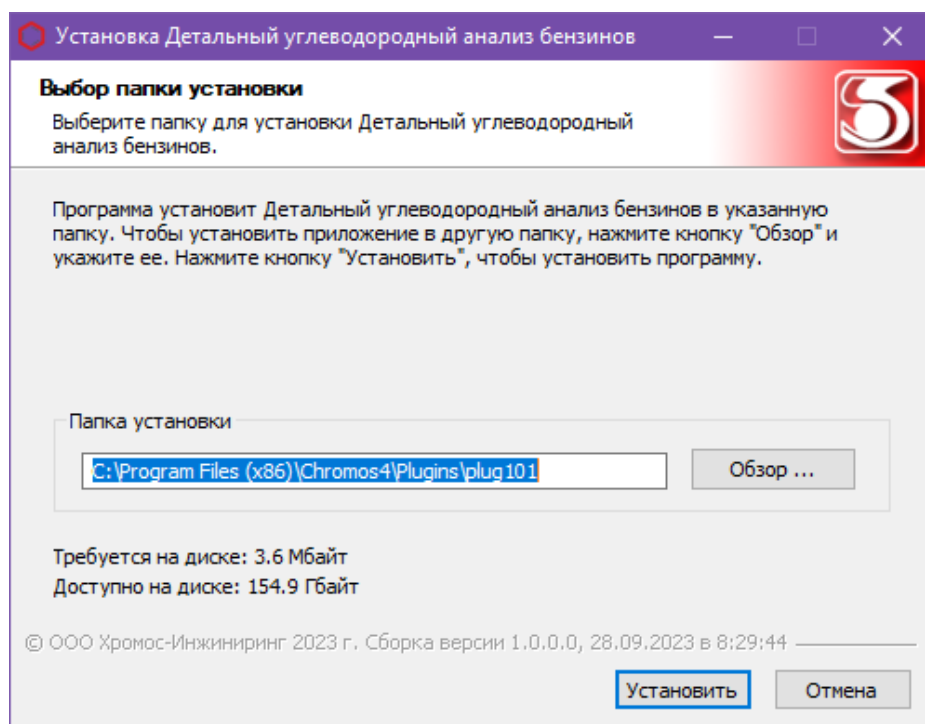 Установка Детальный углеводородный анализ бензинов
Выбор папки установки
Выберите папку для установки Детальный углеводородный
анализ бензинов.
Программа установит Детальный углеводородный анализ бензинов в указанную
папку. Чтобы установить приложение в другую папку, нажмите кнопку "Обзор" и
укажите ее. Нажмите кнопку "Установить", чтобы установить программу.
Папка установки
C:\Program Files (x86)\Chromos4\Plugins\plug101
Обзор ...
Требуется на диске: 3.6 Мбайт
Доступно на диске: 154.9 Гбайт
© ООО Хромос-Инжиниринг 2023 г. Сборка версии 1.0.0.0, 28.09.2023 в 8:29:44
Установить
Отмена